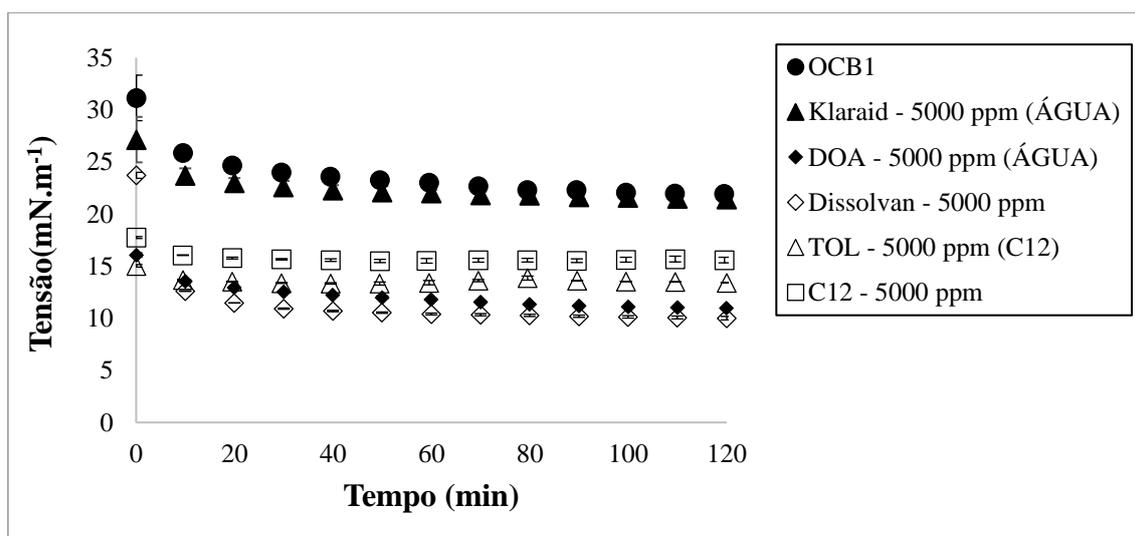 Tensão(mN.m-1)
35
30
25
20
15
10
5
0
0 20 40 60 80 100 120
Tempo (min)
OCB1
Klaraid - 5000 ppm (ÁGUA)
DOA - 5000 ppm (ÁGUA)
Dissolvan - 5000 ppm
TOL - 5000 ppm (C12)
C12 - 5000 ppm